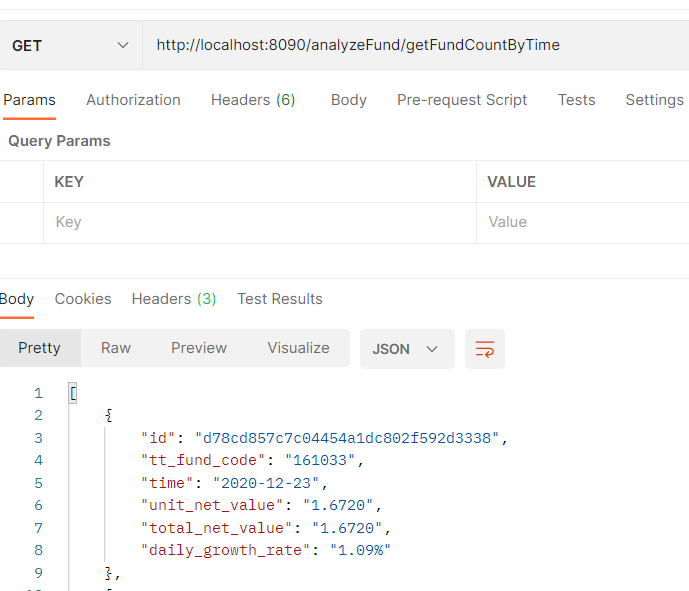 GET http://localhost:8090/analyzeFund/getFundCountByTime
Params Authorization Headers (6) Body Pre-request Script Tests Settings
Query Params
KEY VALUE
Key Value
Body Cookies Headers (3) Test Results
Pretty Raw Preview Visualize JSON
1 [
2 {
3 "id": "d78cd857c7c04454a1dc802f592d3338",
4 "tt_fund_code": "161033",
5 "time": "2020-12-23",
6 "unit_net_value": "1.6720",
7 "total_net_value": "1.6720",
8 "daily_growth_rate": "1.09%"
9 },